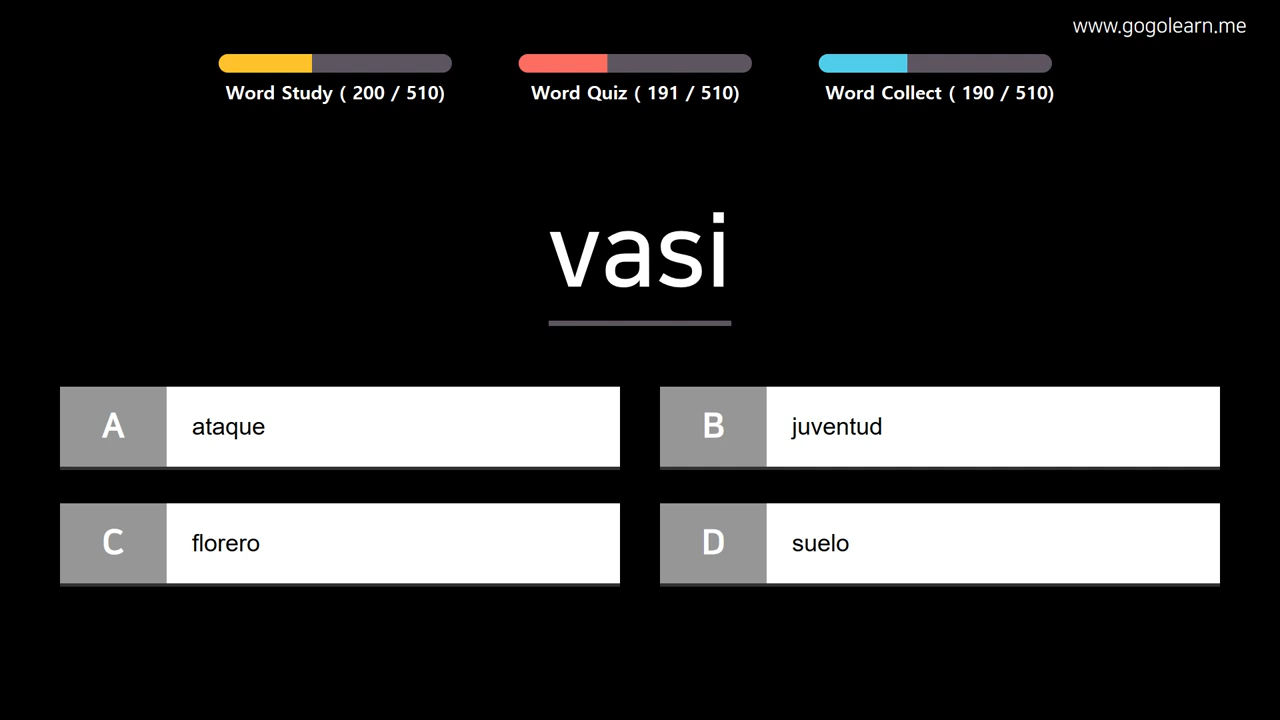 www.gogolearn.me
Word Study ( 200 / 510)
Word Quiz ( 191 / 510)
Word Collect ( 190 / 510)
vasi
A ataque
B juventud
C florero
D suelo